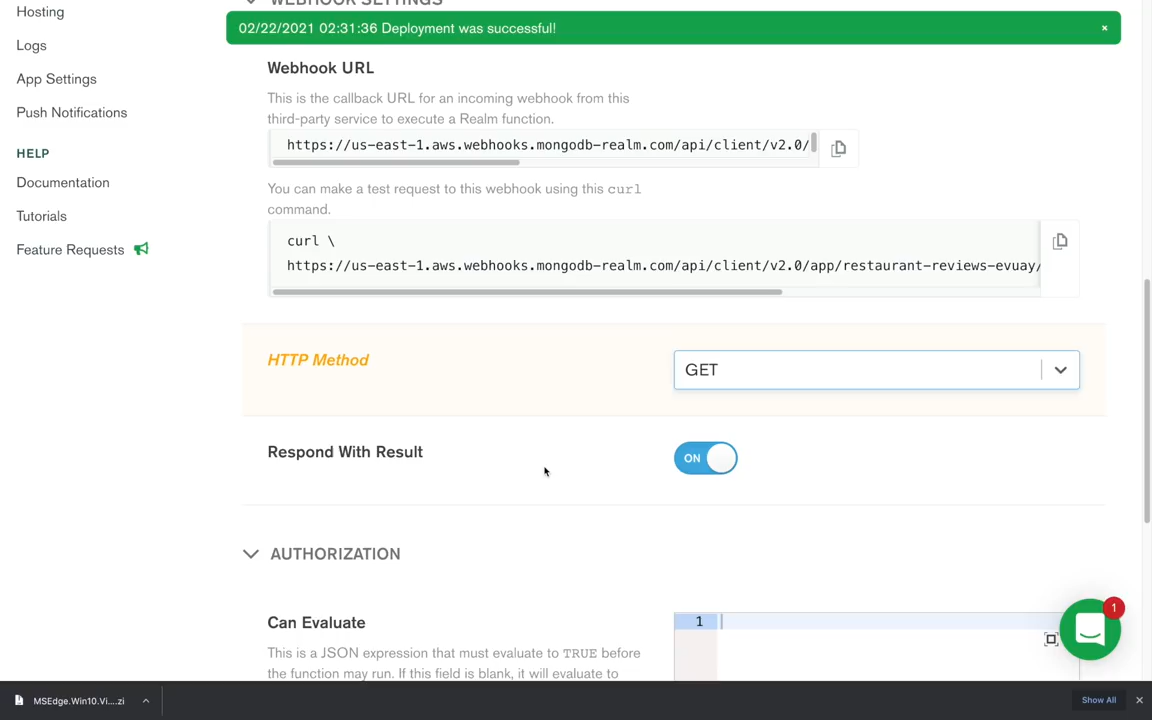 Hosting
Logs
App Settings
Push Notifications
HELP
Documentation
Tutorials
Feature Requests
WEBHOOK SETTINGS
02/22/2021 02:31:36 Deployment was successful!
×
Webhook URL
This is the callback URL for an incoming webhook from this
third-party service to execute a Realm function.
https://us-east-1.aws.webhooks.mongodb-realm.com/api/client/v2.0/
You can make a test request to this webhook using this curl
command.
curl \
https://us-east-1.aws.webhooks.mongodb-realm.com/api/client/v2.0/app/restaurant-reviews-evuay/
HTTP Method
GET
Respond With Result
ON
AUTHORIZATION
Can Evaluate
This is a JSON expression that must evaluate to TRUE before
the function may run. If this field is blank, it will evaluate to
1
1
MSEdge.Win10.Vi....zi
Show All